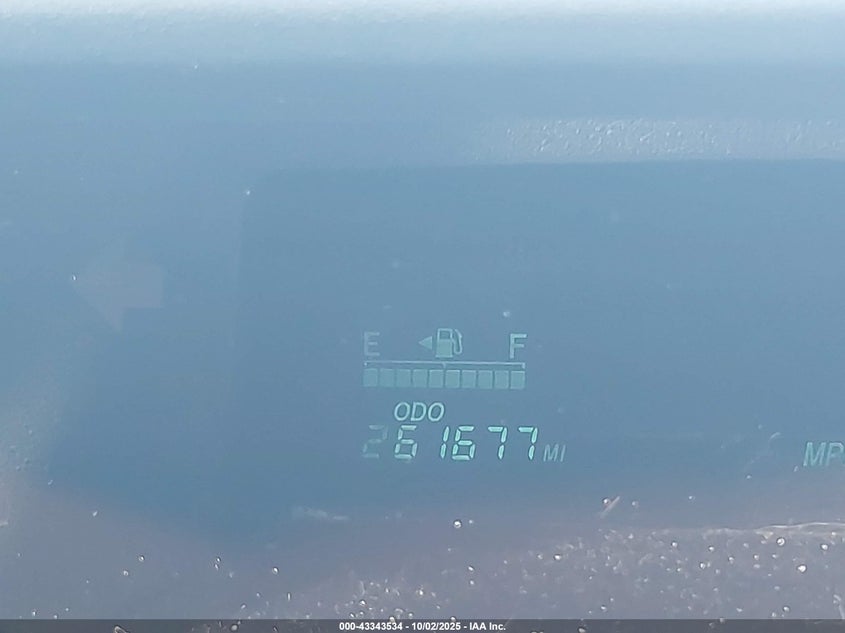 E F
ODO
261677 MI
MP
000-43343534 - 10/02/2025 - IAA Inc.